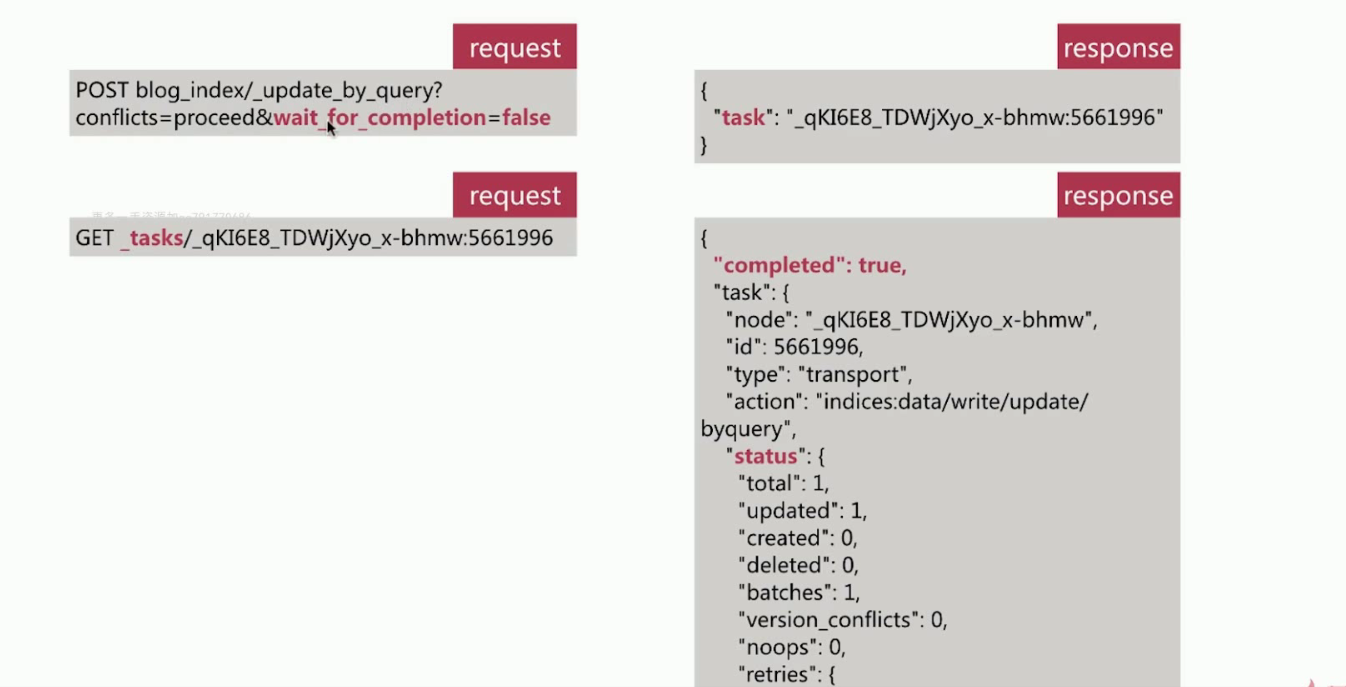 request
POST blog_index/_update_by_query?
conflicts=proceed&wait_for_completion=false
response
{
"task": "_qKI6E8_TDWjXyo_x-bhmw:5661996"
}
request
GET _tasks/_qKI6E8_TDWjXyo_x-bhmw:5661996
response
{
"completed": true,
"task": {
"node": "_qKI6E8_TDWjXyo_x-bhmw",
"id": 5661996,
"type": "transport",
"action": "indices:data/write/update/
byquery",
"status": {
"total": 1,
"updated": 1,
"created": 0,
"deleted": 0,
"batches": 1,
"version_conflicts": 0,
"noops": 0,
"retries": {